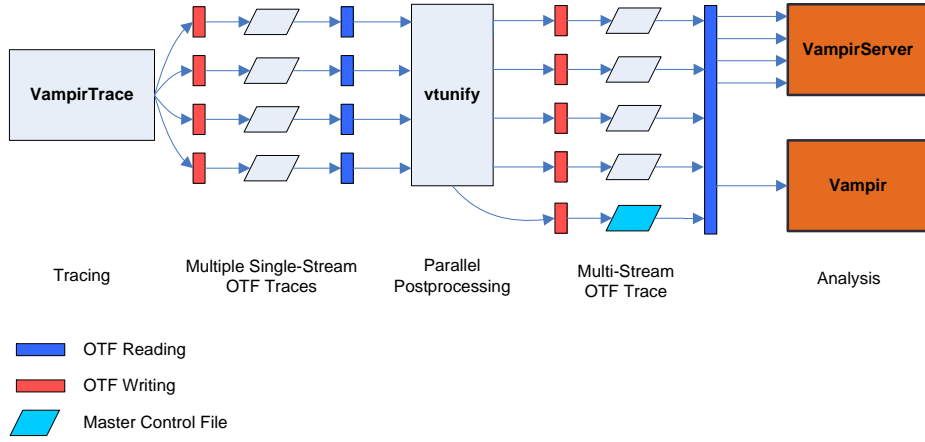 VampirTrace
vtunify
VampirServer
Vampir
Tracing
Multiple Single-Stream
OTF Traces
Parallel
Postprocessing
Multi-Stream
OTF Trace
Analysis
OTF Reading
OTF Writing
Master Control File